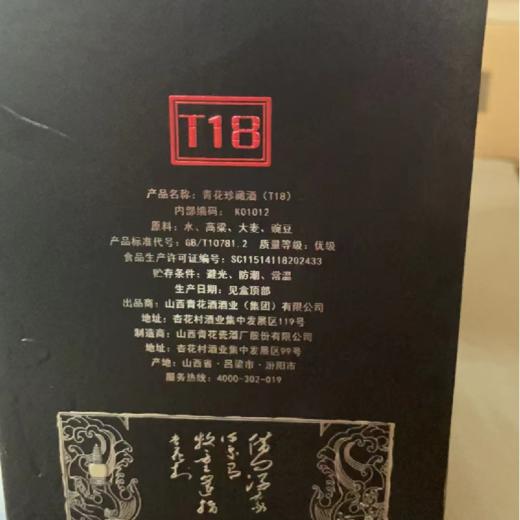 T18
产品名称：青花珍藏酒（T18）
内部编码： K01012
原料：水、高粱、大麦、豌豆
产品标准代号：GB/T10781.2 质量等级：优级
食品生产许可证编号：SC11514118202433
贮存条件：避光、防潮、常温
生产日期：见盒顶部
出品商：山西青花酒酒业（集团）有限公司
地址：杏花村酒业集中发展区119号
制造商：山西青花瓷酒厂股份有限公司
地址：杏花村酒业集中发展区99号
产地：山西省·吕梁市·汾阳市
服务热线：4000-302-019